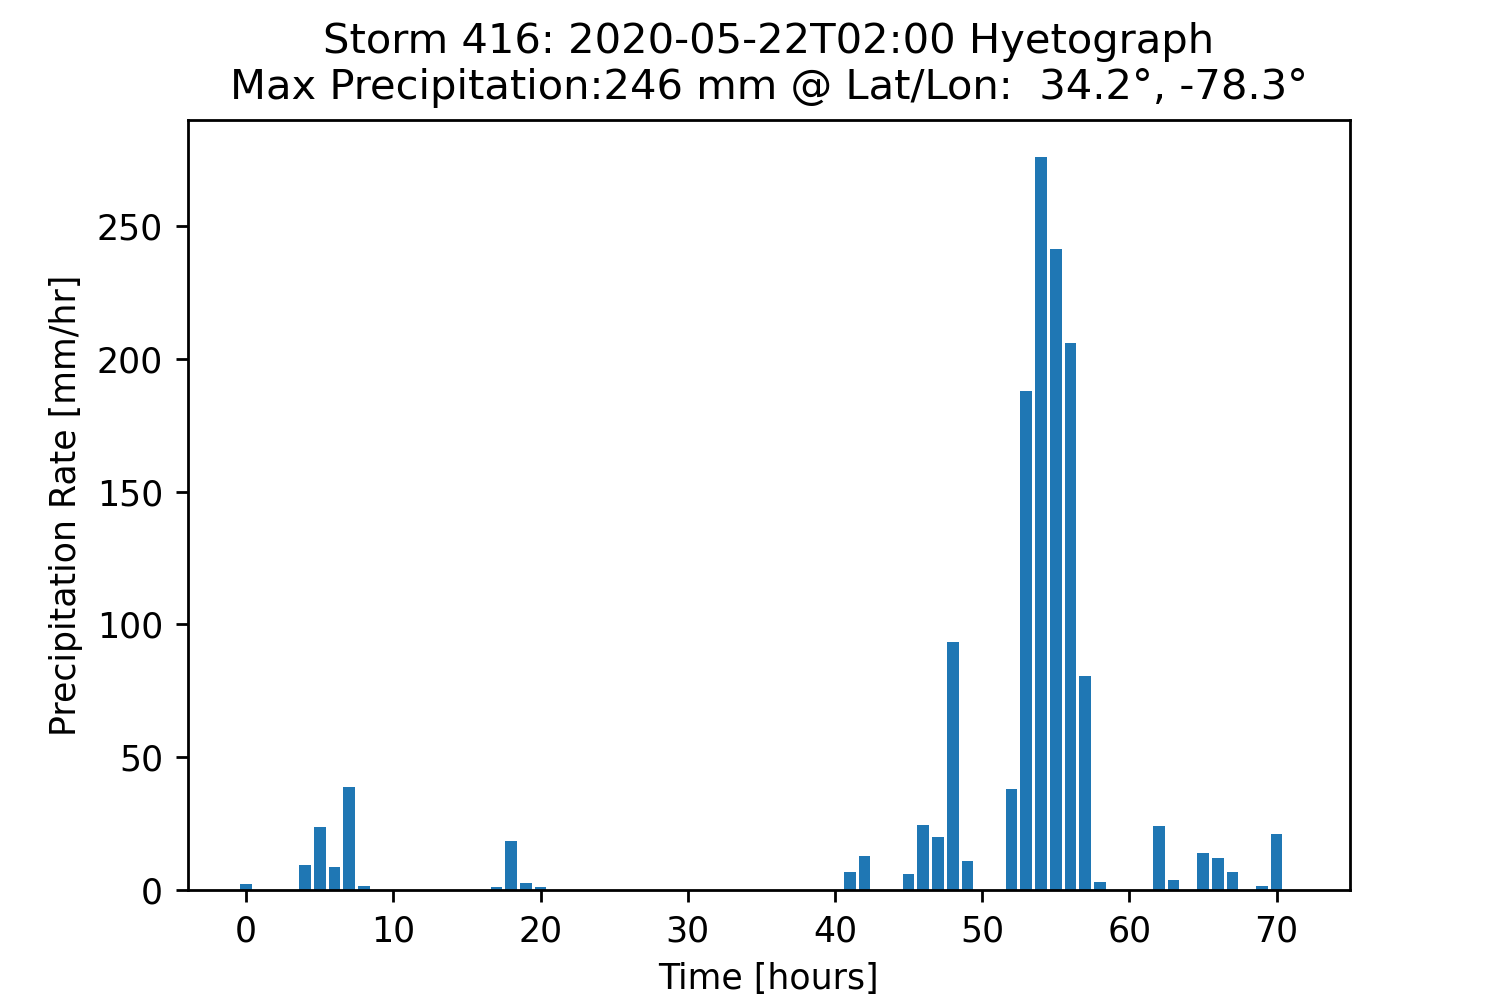 Storm 416: 2020-05-22T02:00 Hyetograph
Max Precipitation:246 mm @ Lat/Lon:  34.2°, -78.3°
Precipitation Rate [mm/hr]
250
200
150
100
50
0
0 10 20 30 40 50 60 70
Time [hours]